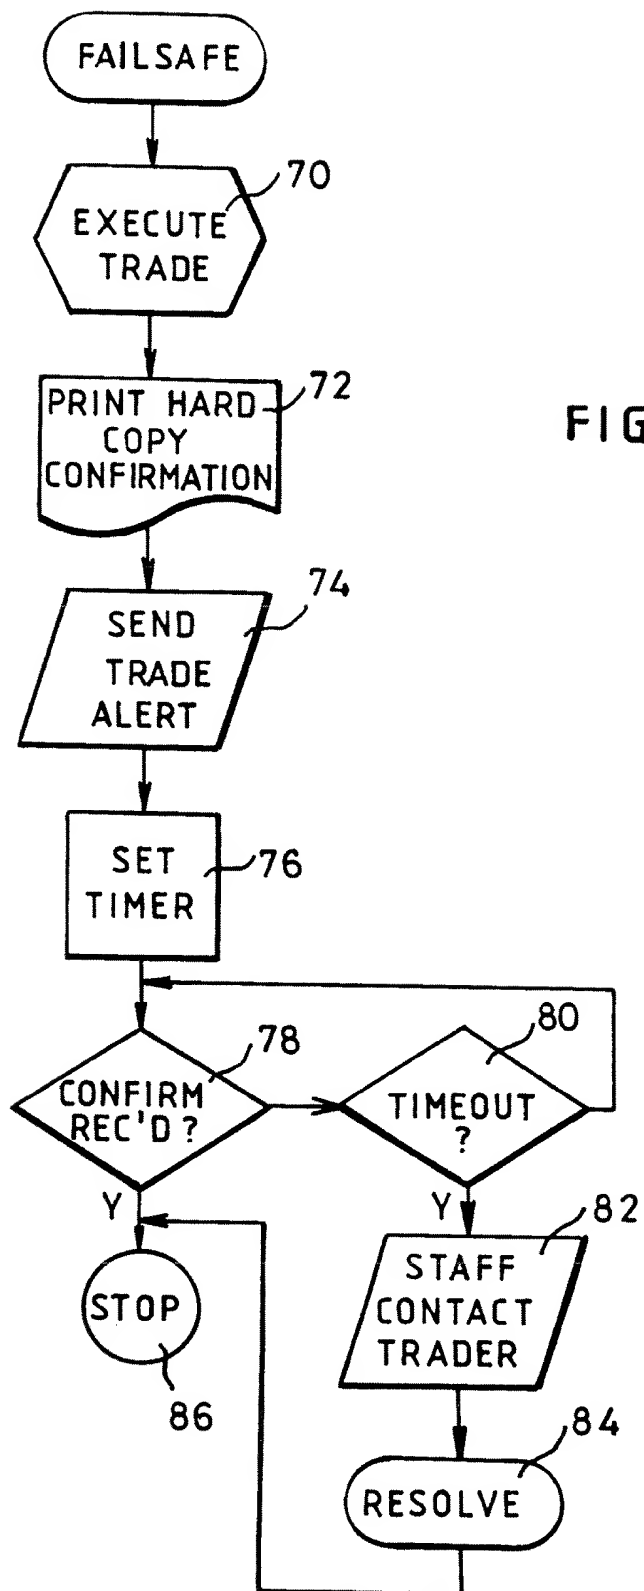 FAILSAFE
70
EXECUTE
TRADE
72
PRINT HARD
COPY
CONFIRMATION
FIG
74
SEND
TRADE
ALERT
76
SET
TIMER
78
CONFIRM
REC'D ?
80
TIMEOUT
?
Y
Y
82
STAFF
CONTACT
TRADER
STOP
86
84
RESOLVE